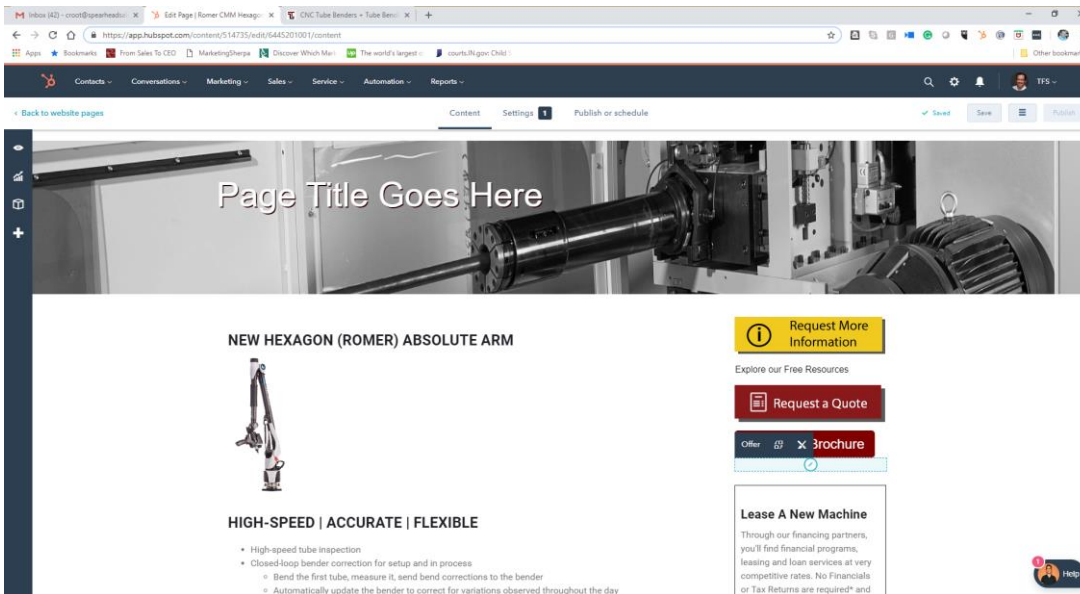 Inbox (42) - croot@spearheadsal
Edit Page | Romer CMM Hexagon
CNC Tube Benders + Tube Bend
https://app.hubspot.com/content/514735/edit/6445201001/content
Apps
Bookmarks
From Sales To CEO
MarketingSherpa
Discover Which Mark
The world's largest
courts.IN.gov: Child
Other bookmar
Contacts
Conversations
Marketing
Sales
Service
Automation
Reports
TFS
‹ Back to website pages
Content
Settings 1
Publish or schedule
Saved
Save
Publish
Page Title Goes Here
NEW HEXAGON (ROMER) ABSOLUTE ARM
HIGH-SPEED | ACCURATE | FLEXIBLE
• High-speed tube inspection
• Closed-loop bender correction for setup and in process
Bend the first tube, measure it, send bend corrections to the bender
Automatically update the bender to correct for variations observed throughout the day
Request More
Information
Explore our Free Resources
Request a Quote
Offer
Brochure
Lease A New Machine
Through our financing partners,
you'll find financial programs,
leasing and loan services at very
competitive rates. No Financials
or Tax Returns are required* and
1
Help